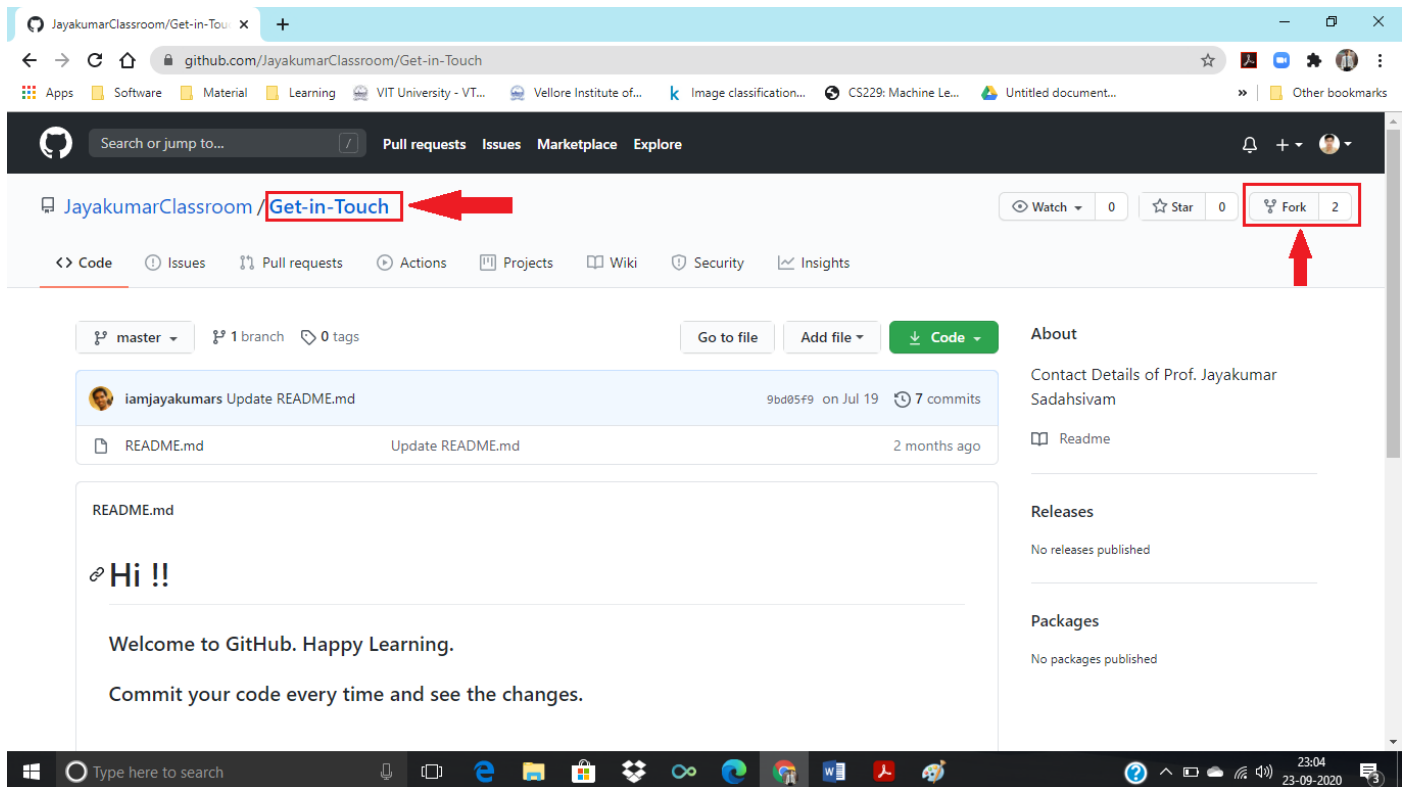 JayakumarClassroom/Get-in-Tou
github.com/JayakumarClassroom/Get-in-Touch
Apps Software Material Learning VIT University - VT... Vellore Institute of... k Image classification... CS229: Machine Le... Untitled document... » Other bookmarks
Search or jump to... / Pull requests Issues Marketplace Explore
JayakumarClassroom / Get-in-Touch Watch 0 Star 0 Fork 2
<> Code Issues Pull requests Actions Projects Wiki Security Insights
master 1 branch 0 tags Go to file Add file Code
About
Contact Details of Prof. Jayakumar
Sadahsivam
Readme
iamjayakumars Update README.md 9bd05f9 on Jul 19 7 commits
README.md Update README.md 2 months ago
Releases
No releases published
Packages
No packages published
README.md
Hi !!
Welcome to GitHub. Happy Learning.
Commit your code every time and see the changes.
Type here to search
23:04
23-09-2020
3